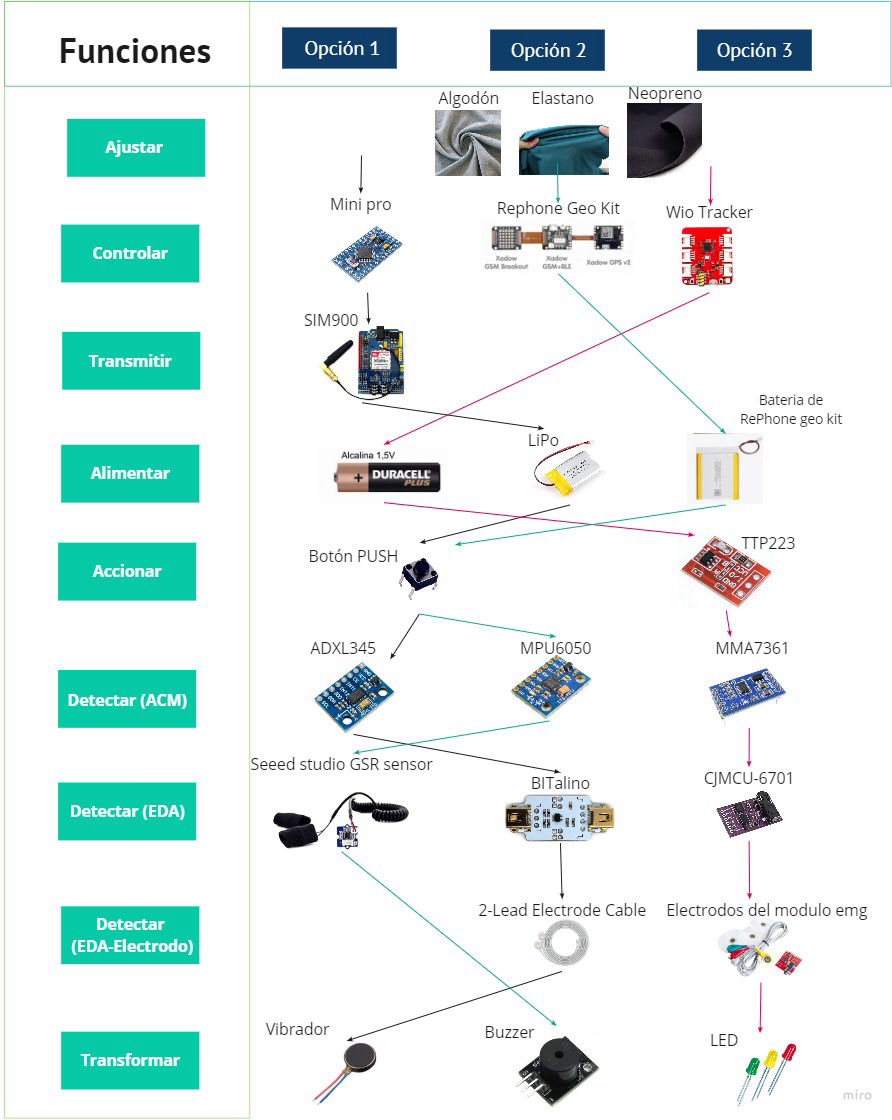 Funciones
Opción 1
Opción 2
Opción 3
Ajustar
Algodón
Elastano
Neopreno
Controlar
Mini pro
Rephone Geo Kit
Xadow
GSM Breakout
Xadow
GSM+BLE
Xadow GPS v2
Wio Tracker
Transmitir
SIM900
Alimentar
Alcalina 1,5V
DURACELL
PLUS
LiPo
Bateria de
RePhone geo kit
Accionar
Botón PUSH
TTP223
Detectar (ACM)
ADXL345
MPU6050
MMA7361
Detectar (EDA)
Seeed studio GSR sensor
BITalino
CJMCU-6701
Detectar
(EDA-Electrodo)
2-Lead Electrode Cable
Electrodos del modulo emg
Transformar
Vibrador
Buzzer
LED
miro